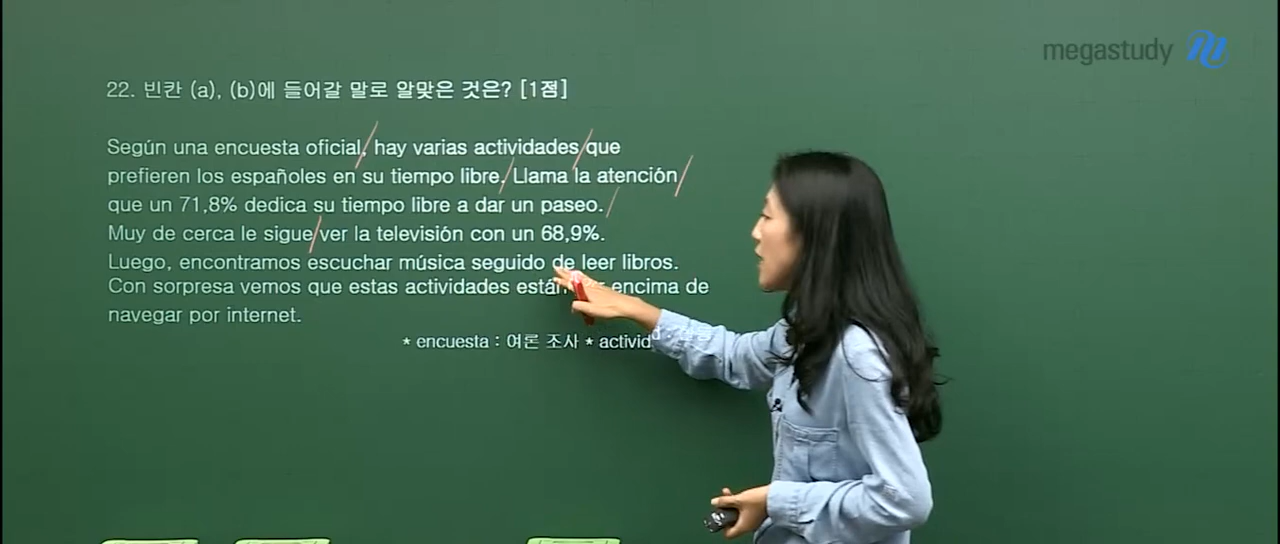 megastudy
22. 빈칸 (a), (b)에 들어갈 말로 알맞은 것은? [1점]
Según una encuesta oficial, hay varias actividades que
prefieren los españoles en su tiempo libre. Llama la atención
que un 71,8% dedica su tiempo libre a dar un paseo.
Muy de cerca le sigue ver la televisión con un 68,9%.
Luego, encontramos escuchar música seguido de leer libros.
Con sorpresa vemos que estas actividades están encima de
navegar por internet.
* encuesta : 여론 조사 * activid